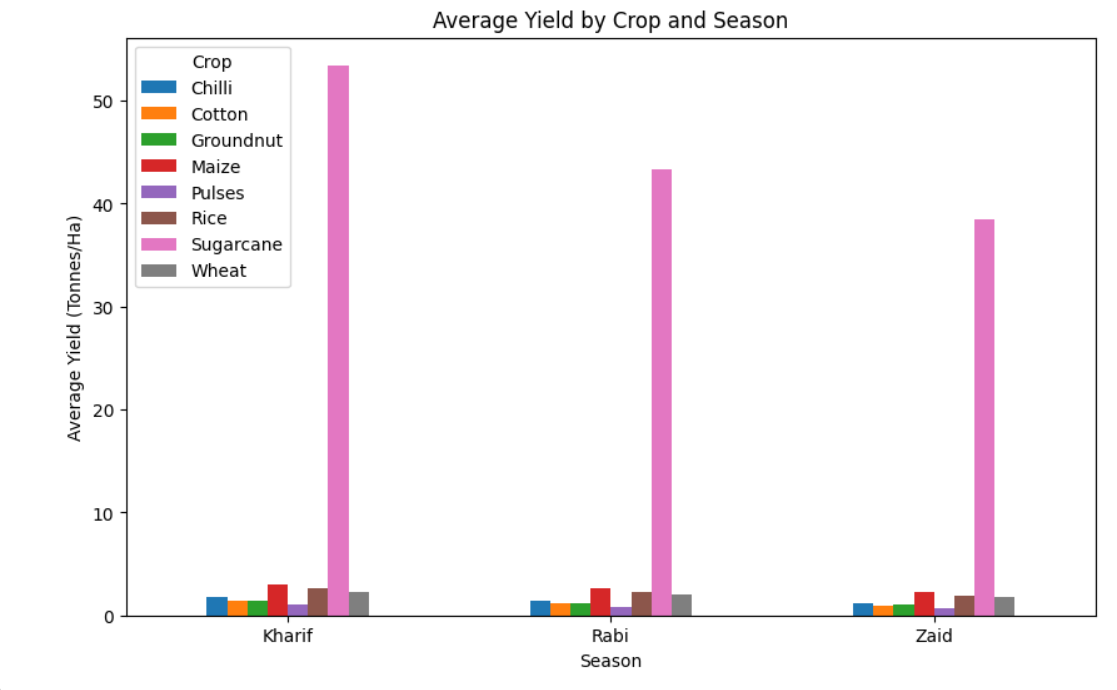 Average Yield by Crop and Season
Crop
Chilli
Cotton
Groundnut
Maize
Pulses
Rice
Sugarcane
Wheat
Average Yield (Tonnes/Ha)
50
40
30
20
10
0
Kharif
Rabi
Zaid
Season